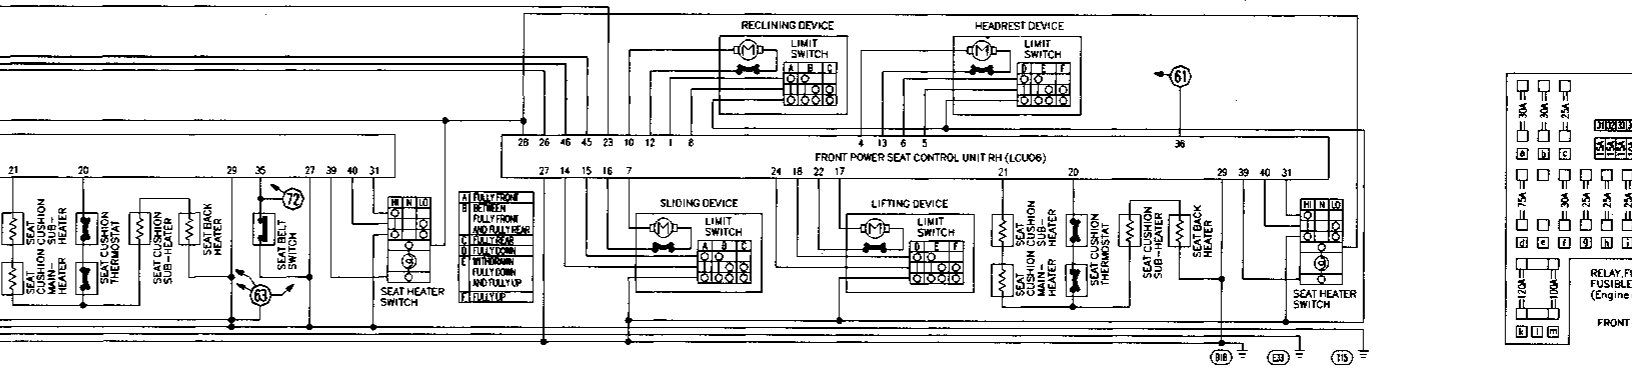 RECLINING DEVICE
HEADREST DEVICE
M
LIMIT
SWITCH
A B C
M
LIMIT
SWITCH
D E F
61
30A
30A
25A
a b c
28 26 46 45 23 10 12 1 8
4 13 6 5
36
FRONT POWER SEAT CONTROL UNIT RH (LCU06)
21 20 29 35 27 39 40 31
27 14 15 16 7
24 18 22 17
21 20 29 39 40 31
72
HI N LO
A FULLY FRONT
B BETWEEN
FULLY FRONT
AND FULLY REAR
C FULLY REAR
D FULLY DOWN
E WITHDRAWN
FULLY DOWN
AND FULLY UP
F FULLY UP
SLIDING DEVICE
M
LIMIT
SWITCH
A B C
LIFTING DEVICE
M
LIMIT
SWITCH
D E F
HI N LO
SEAT
CUSHION
SUB-
HEATER
SEAT
CUSHION
MAIN-
HEATER
SEAT CUSHION
THERMOSTAT
SEAT CUSHION
SUB-HEATER
SEAT BACK
HEATER
SEAT BELT
SWITCH
63
SEAT HEATER
SWITCH
SEAT
CUSHION
SUB-
HEATER
SEAT
CUSHION
MAIN-
HEATER
SEAT CUSHION
THERMOSTAT
SEAT CUSHION
SUB-HEATER
SEAT BACK
HEATER
SEAT HEATER
SWITCH
75A
30A
25A
25A
d e f g h
120A
100A
k l m
RELAY, F
FUSIBLE
(Engine
FRONT
B18
E33
T15